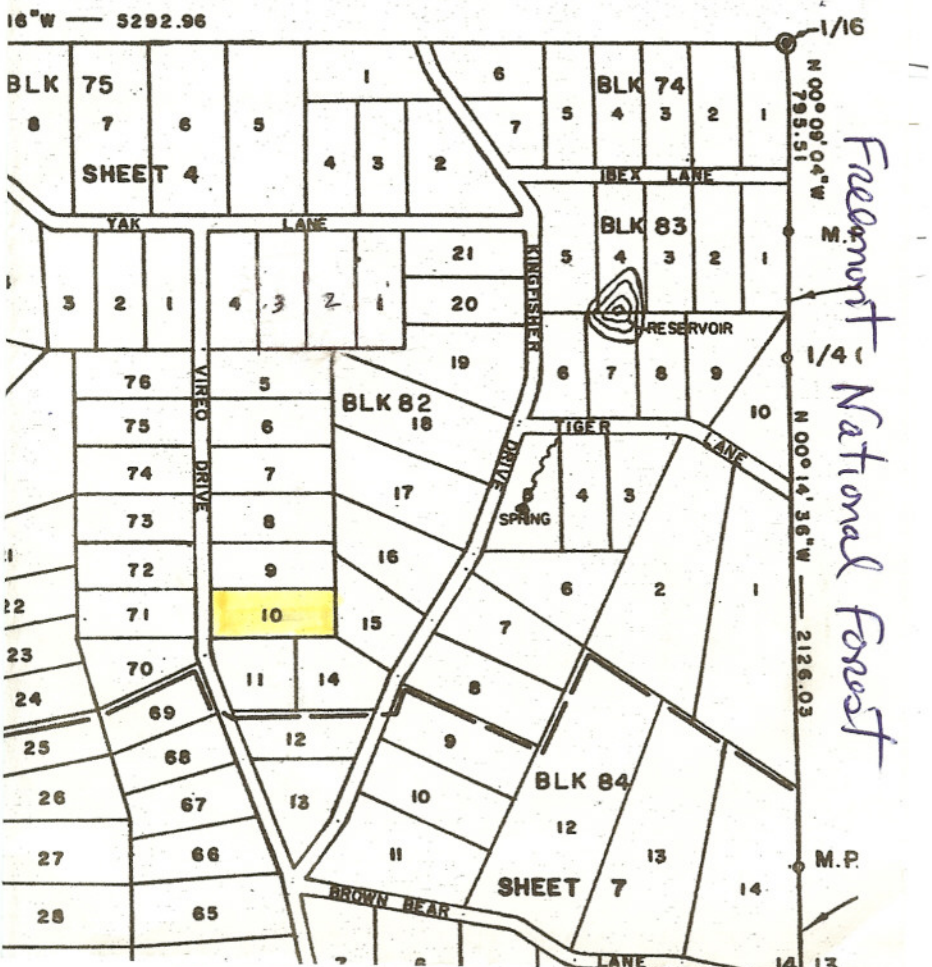 16"W — 5292.96
1/16
BLK 75
8 7 6 5
1
6
BLK 74
7 5 4 3 2 1
4 3 2
SHEET 4
IBEX LANE
N 00°09'04"W
795.51
YAK LANE
BLK 83
5 4 3 2 1
M.P.
3 2 1
4 3 2 1
21
20
KINGFISHER DRIVE
RESERVOIR
1/4
19
6 7 8 9
10
76
75
74
73
72
71
70
VIREO DRIVE
5
6
7
8
9
10
BLK 82
18
17
16
15
TIGER LANE
5 4 3
SPRING
2 1
N 00°14'36"W — 2126.03
Freemont National Forest
6
7
8
9
10
11
22
23
24
25
26
27
28
69
68
67
66
65
11 14
12
13
BLK 84
12
13
14
SHEET 7
M.P.
BROWN BEAR LANE
7 6
14 13